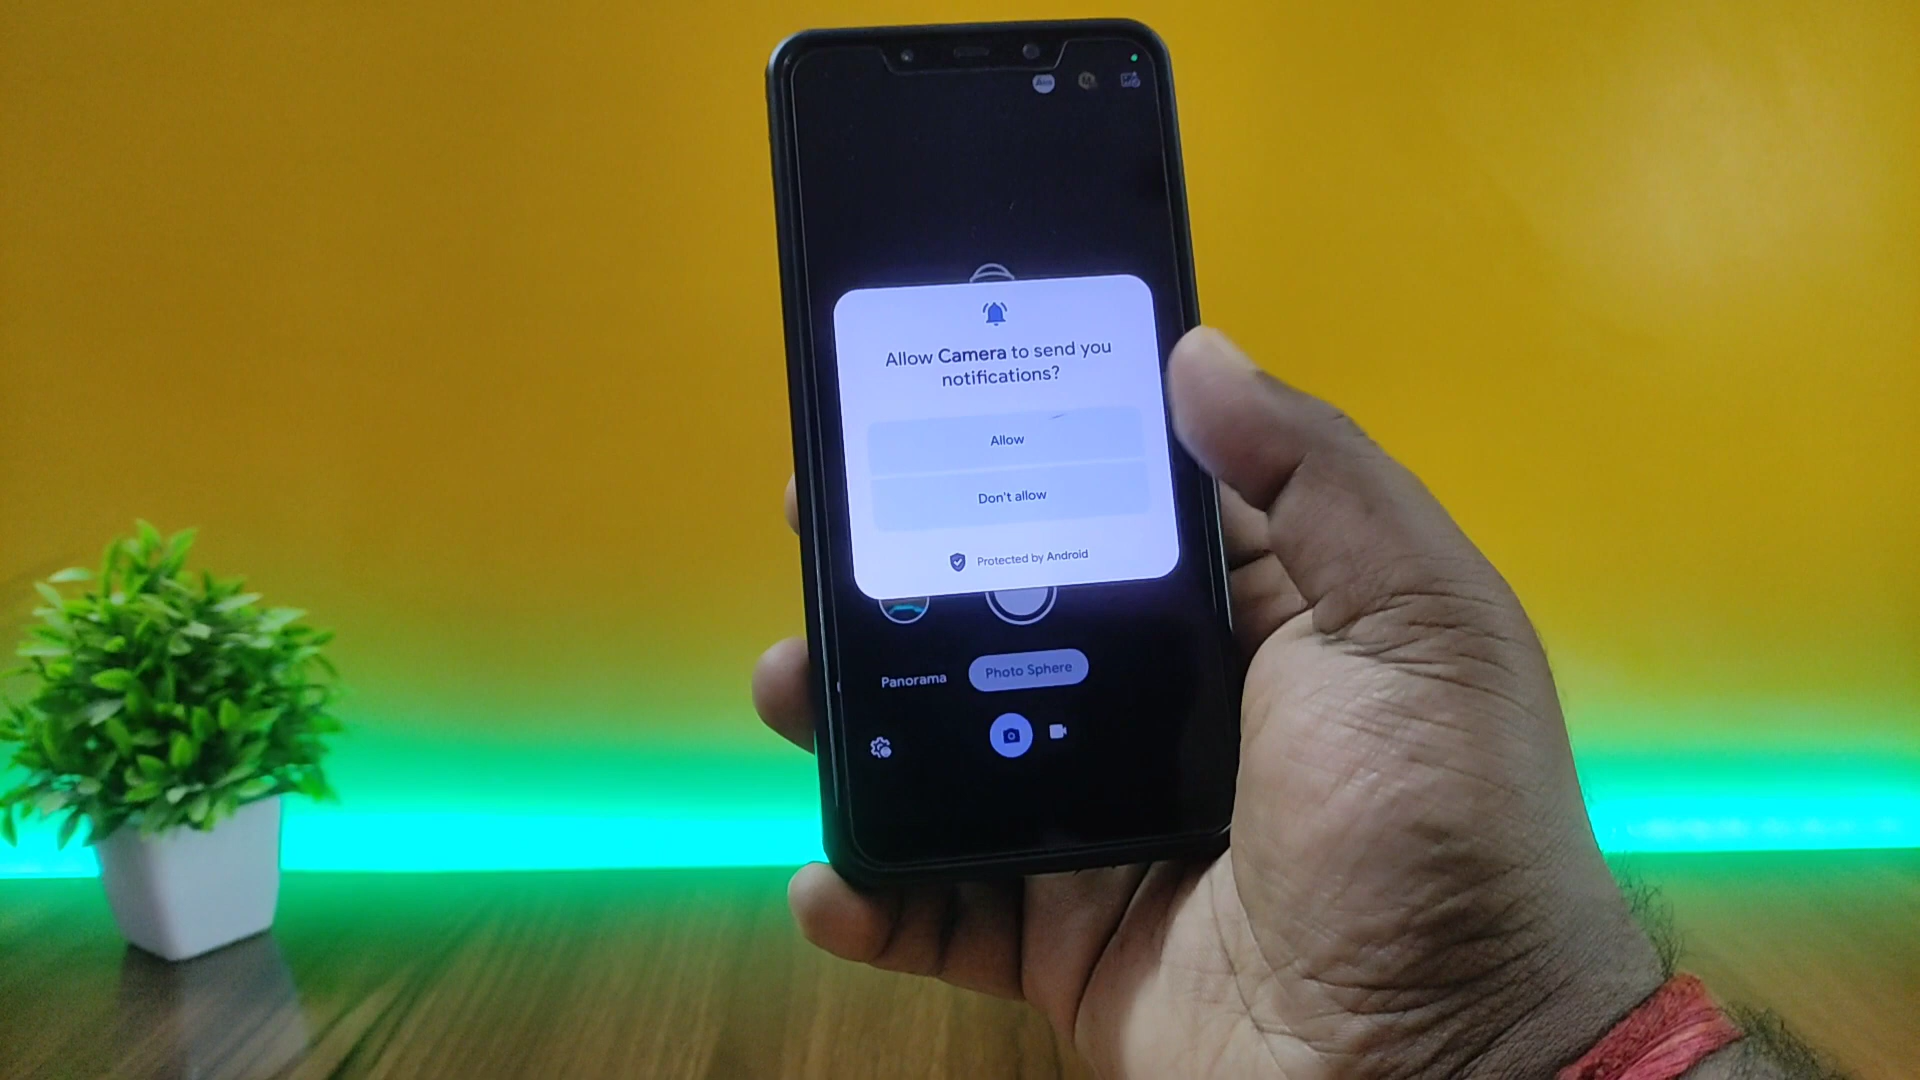 Allow Camera to send you
notifications?
Allow
Don't allow
Protected by Android
Panorama
Photo Sphere